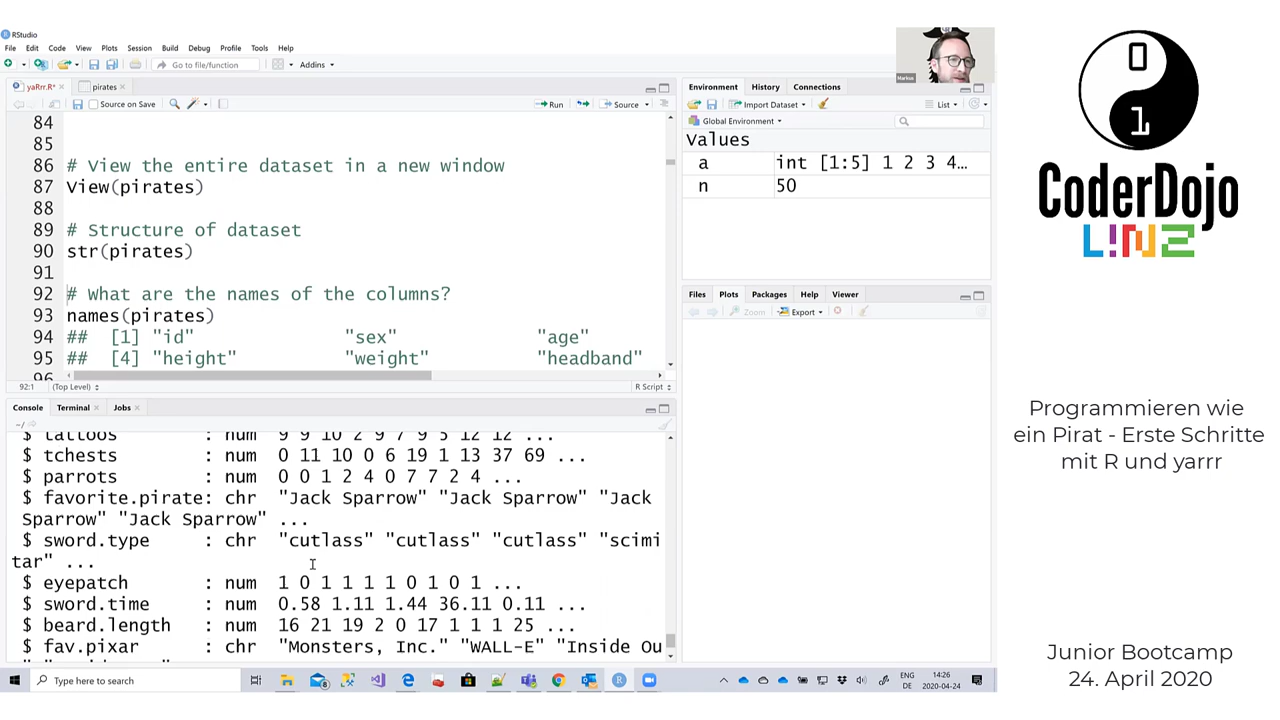 RStudio
File Edit Code View Plots Session Build Debug Profile Tools Help
Go to file/function Addins
yaRrr.R* × pirates ×
Source on Save Run Source
84
85
86 # View the entire dataset in a new window
87 View(pirates)
88
89 # Structure of dataset
90 str(pirates)
91
92 # What are the names of the columns?
93 names(pirates)
94 ## [1] "id" "sex" "age"
95 ## [4] "height" "weight" "headband"
96
92:1 (Top Level) R Script
Console Terminal × Jobs ×
~/
$ tattoos : num 9 9 10 2 9 7 9 5 12 12 ...
$ tchests : num 0 11 10 0 6 19 1 13 37 69 ...
$ parrots : num 0 0 1 2 4 0 7 7 2 4 ...
$ favorite.pirate: chr "Jack Sparrow" "Jack Sparrow" "Jack
Sparrow" "Jack Sparrow" ...
$ sword.type : chr "cutlass" "cutlass" "cutlass" "scimi
tar" ...
$ eyepatch : num 1 0 1 1 1 1 0 1 0 1 ...
$ sword.time : num 0.58 1.11 1.44 36.11 0.11 ...
$ beard.length : num 16 21 19 2 0 17 1 1 1 25 ...
$ fav.pixar : chr "Monsters, Inc." "WALL-E" "Inside Ou
Markus
Environment History Connections
Import Dataset List
Global Environment
Values
a int [1:5] 1 2 3 4…
n 50
Files Plots Packages Help Viewer
Zoom Export
Type here to search
8
ENG
DE
14:26
2020-04-24
0
1
CoderDojo
L!NZ
Programmieren wie
ein Pirat - Erste Schritte
mit R und yarrr
Junior Bootcamp
24. April 2020